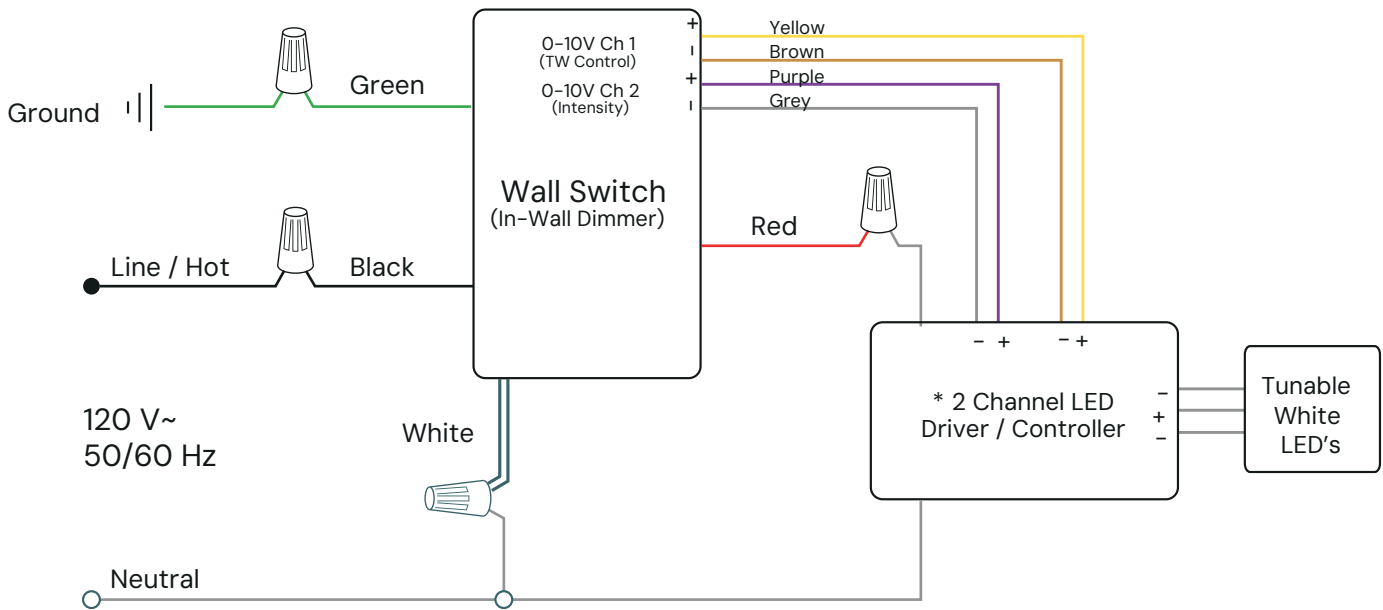 0-10V Ch 1
(TW Control)
0-10V Ch 2
(Intensity)
+
-
+
-
Yellow
Brown
Purple
Grey
Ground
Green
Wall Switch
(In-Wall Dimmer)
Red
Line / Hot
Black
120 V~
50/60 Hz
White
- +
- +
* 2 Channel LED
Driver / Controller
-
+
-
Tunable
White
LED's
Neutral